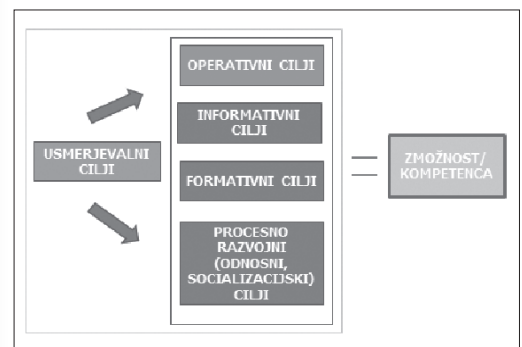 USMERJEVALNI
CILJI
OPERATIVNI CILJI
INFORMATIVNI
CILJI
FORMATIVNI CILJI
PROCESNO
RAZVOJNI
(ODNOSNI,
SOCIALIZACIJSKI)
CILJI
=
ZMOŽNOST/
KOMPETENCA